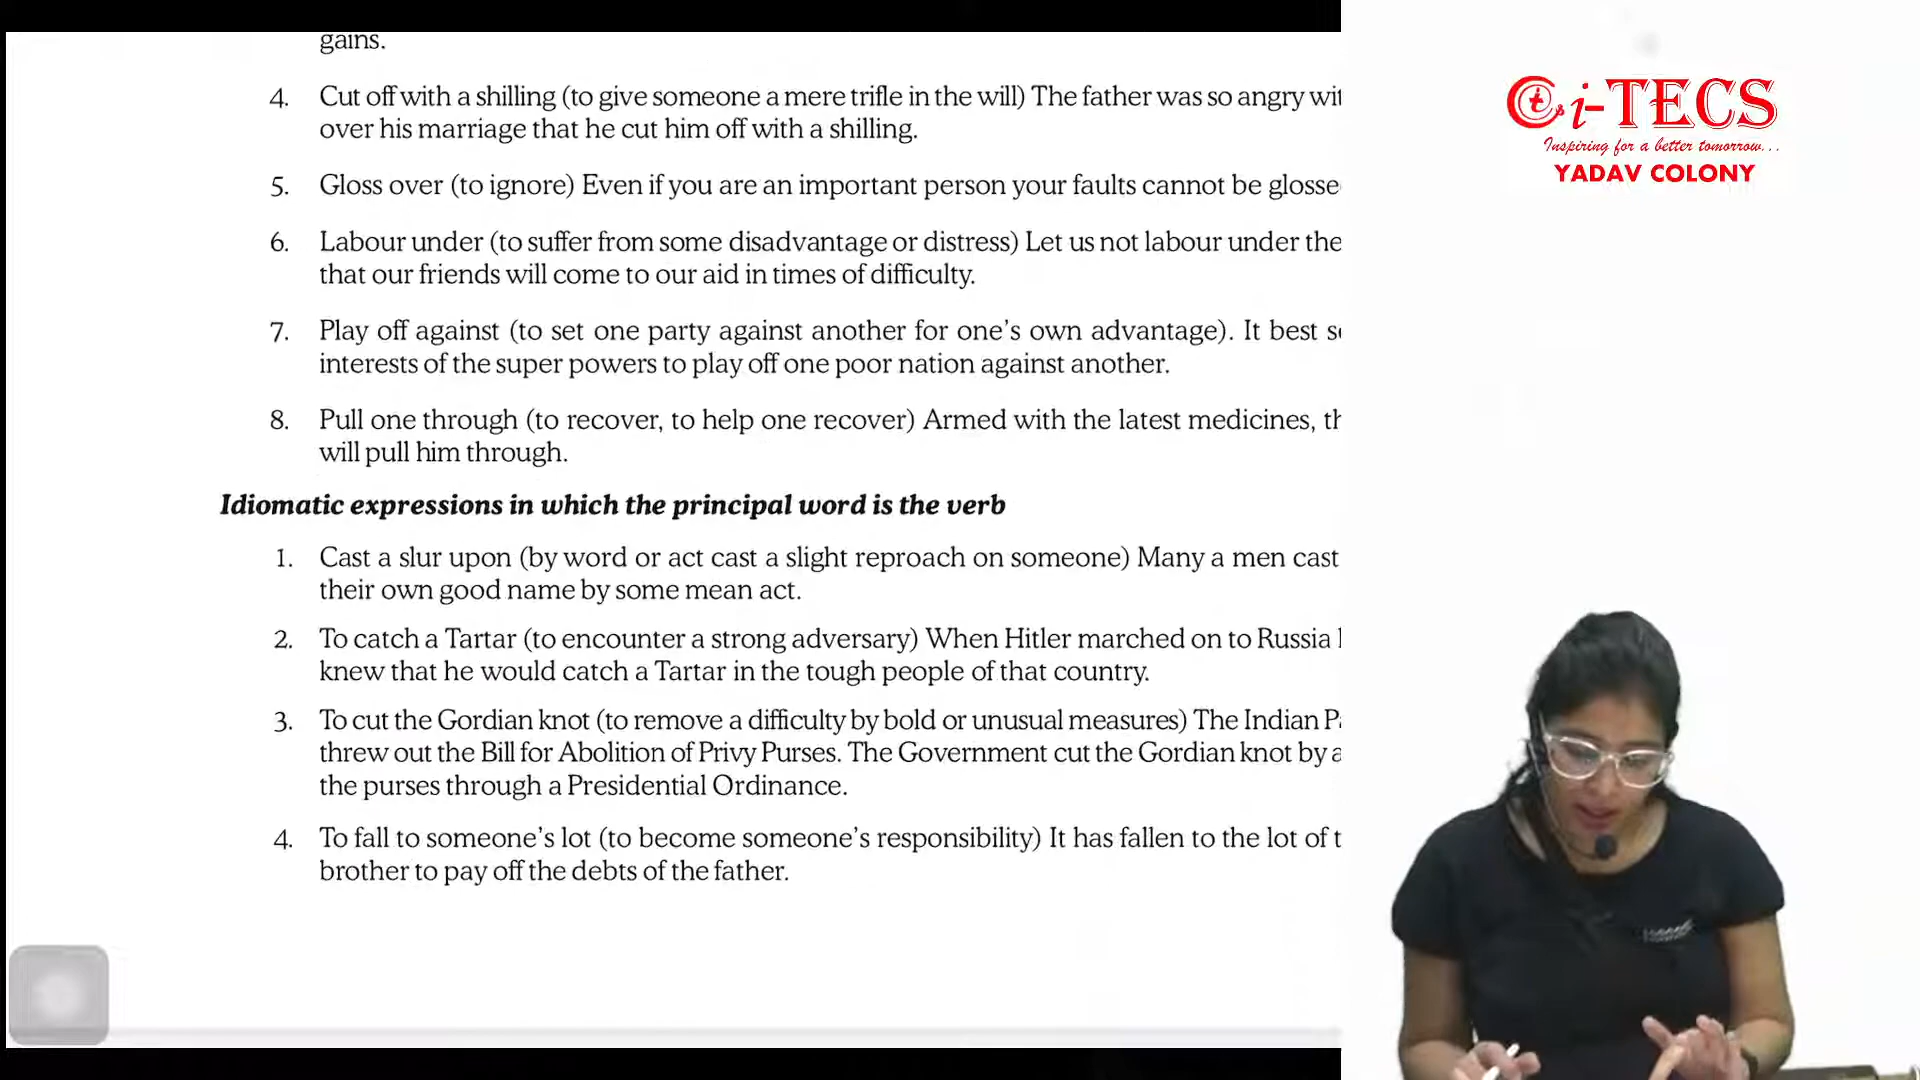 gains.
4. Cut off with a shilling (to give someone a mere trifle in the will) The father was so angry wit
over his marriage that he cut him off with a shilling.
5. Gloss over (to ignore) Even if you are an important person your faults cannot be glosse
6. Labour under (to suffer from some disadvantage or distress) Let us not labour under the
that our friends will come to our aid in times of difficulty.
7. Play off against (to set one party against another for one's own advantage). It best s
interests of the super powers to play off one poor nation against another.
8. Pull one through (to recover, to help one recover) Armed with the latest medicines, th
will pull him through.
Idiomatic expressions in which the principal word is the verb
1. Cast a slur upon (by word or act cast a slight reproach on someone) Many a men cast
their own good name by some mean act.
2. To catch a Tartar (to encounter a strong adversary) When Hitler marched on to Russia
knew that he would catch a Tartar in the tough people of that country.
3. To cut the Gordian knot (to remove a difficulty by bold or unusual measures) The Indian P
threw out the Bill for Abolition of Privy Purses. The Government cut the Gordian knot by a
the purses through a Presidential Ordinance.
4. To fall to someone's lot (to become someone's responsibility) It has fallen to the lot of t
brother to pay off the debts of the father.
i-TECS
Inspiring for a better tomorrow...
YADAV COLONY